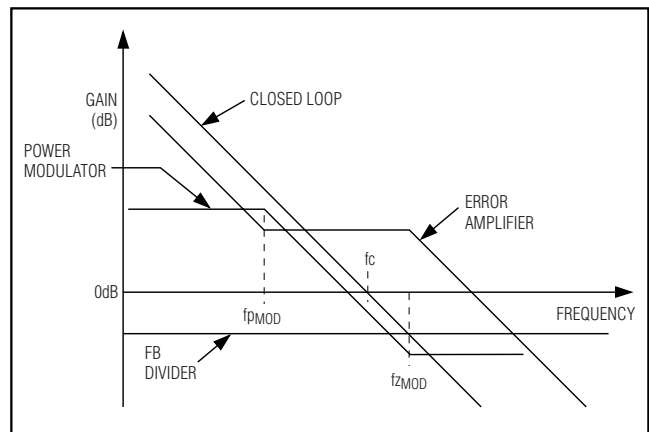 GAIN
(dB)
CLOSED LOOP
POWER
MODULATOR
ERROR
AMPLIFIER
fc
0dB
FREQUENCY
fpMOD
FB
DIVIDER
fzMOD